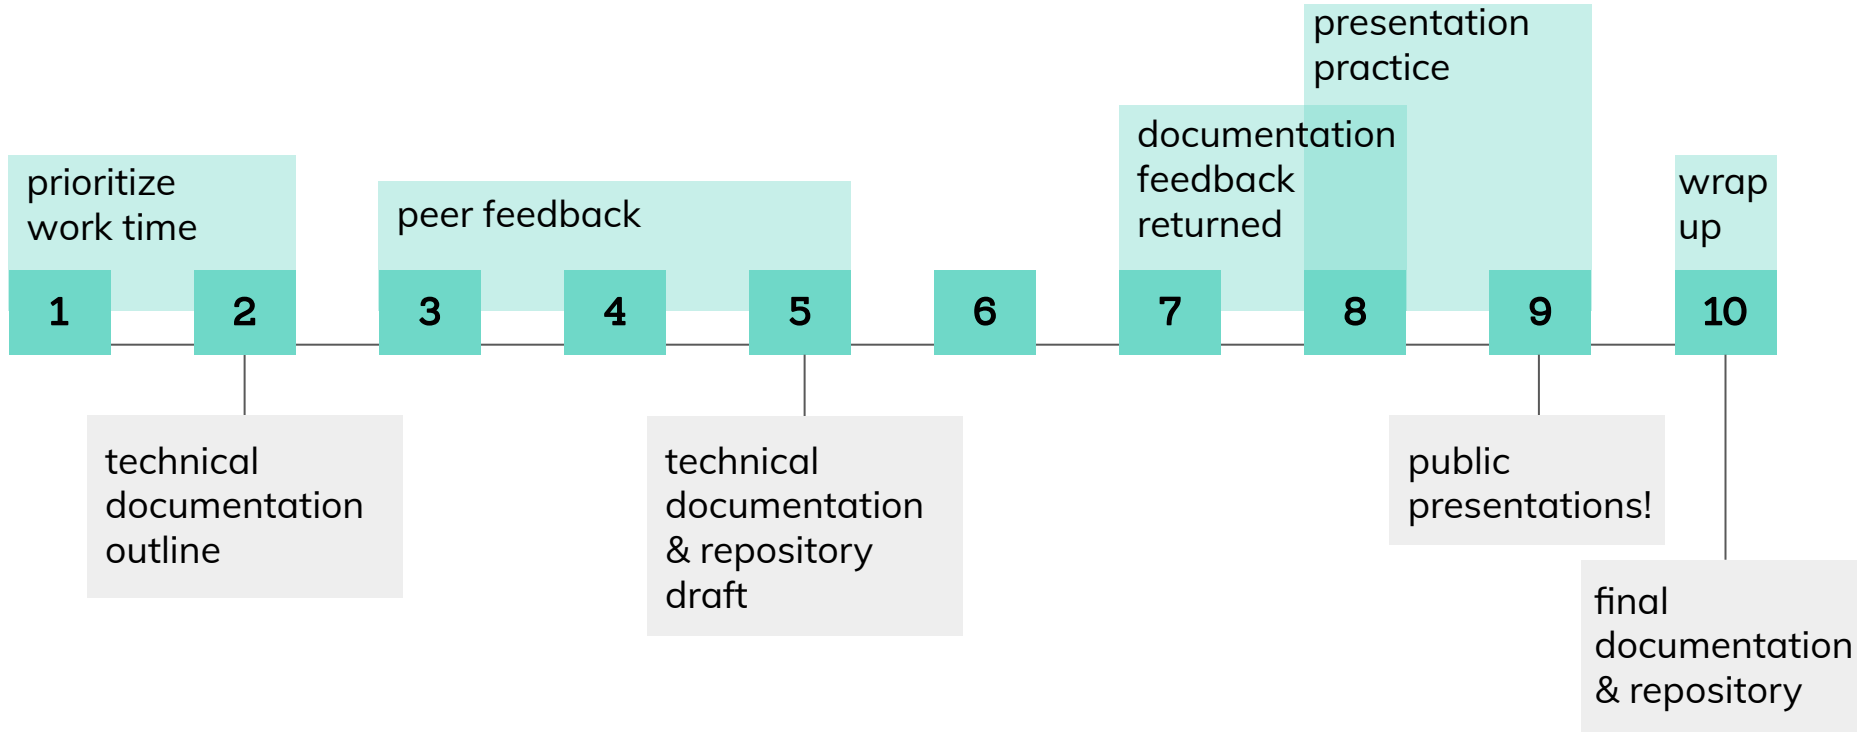 presentation
practice
documentation
feedback
returned
prioritize
work time
peer feedback
wrap
up
1
2
3
4
5
6
7
8
9
10
technical
documentation
outline
technical
documentation
& repository
draft
public
presentations!
final
documentation
& repository